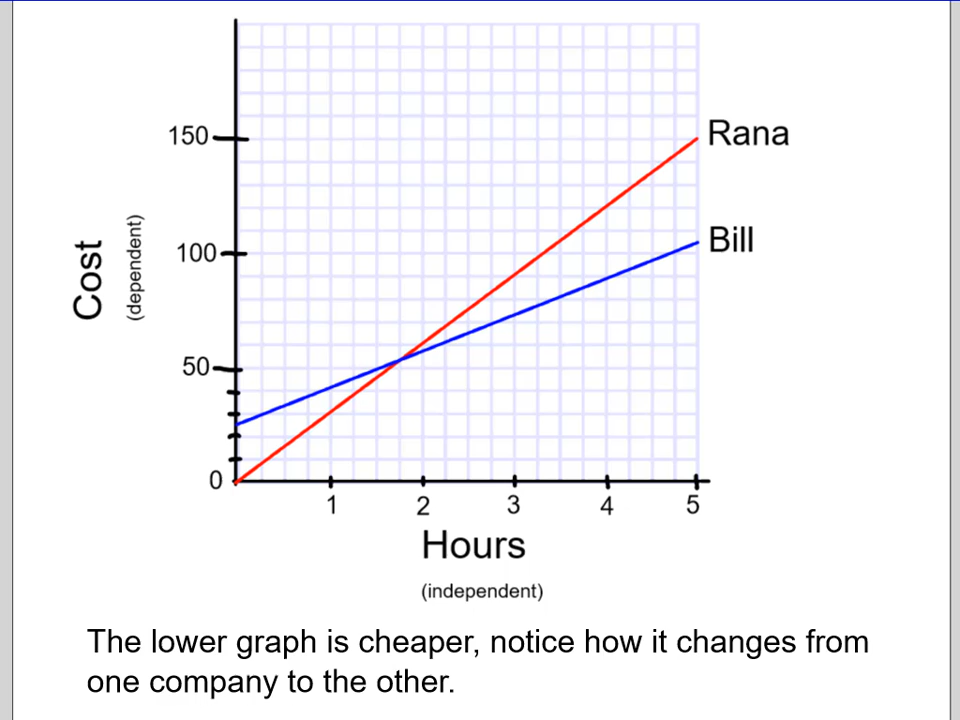 150
Rana
100
Bill
Cost
(dependent)
50
0
1 2 3 4 5
Hours
(independent)
The lower graph is cheaper, notice how it changes from
one company to the other.